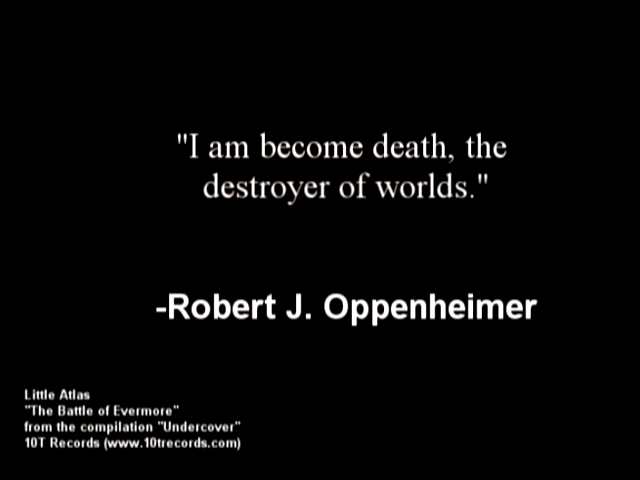 "I am become death, the
destroyer of worlds."
-Robert J. Oppenheimer
Little Atlas
"The Battle of Evermore"
from the compilation "Undercover"
10T Records (www.10trecords.com)